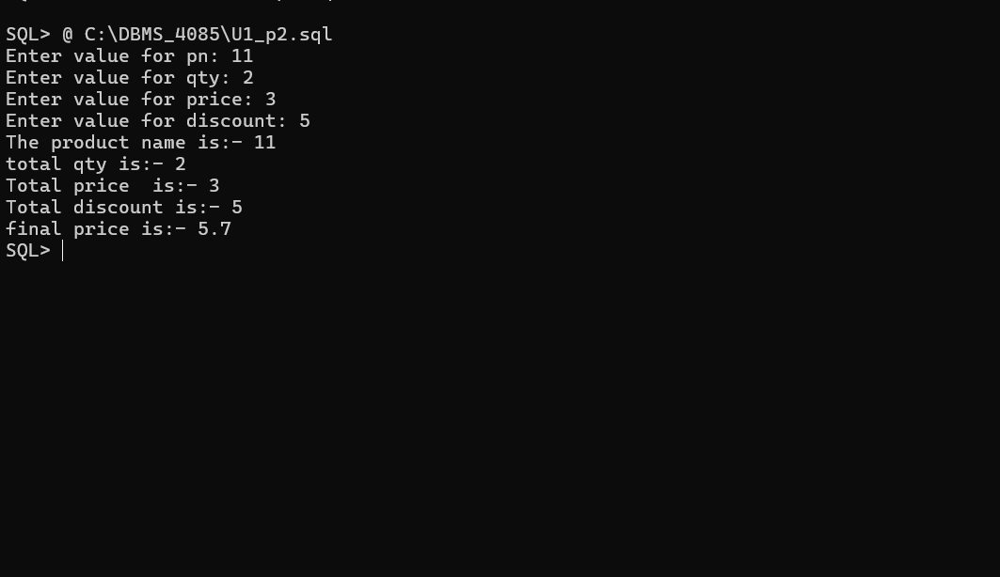 SQL> @ C:\DBMS_4085\U1_p2.sql
Enter value for pn: 11
Enter value for qty: 2
Enter value for price: 3
Enter value for discount: 5
The product name is:- 11
total qty is:- 2
Total price  is:- 3
Total discount is:- 5
final price is:- 5.7
SQL>